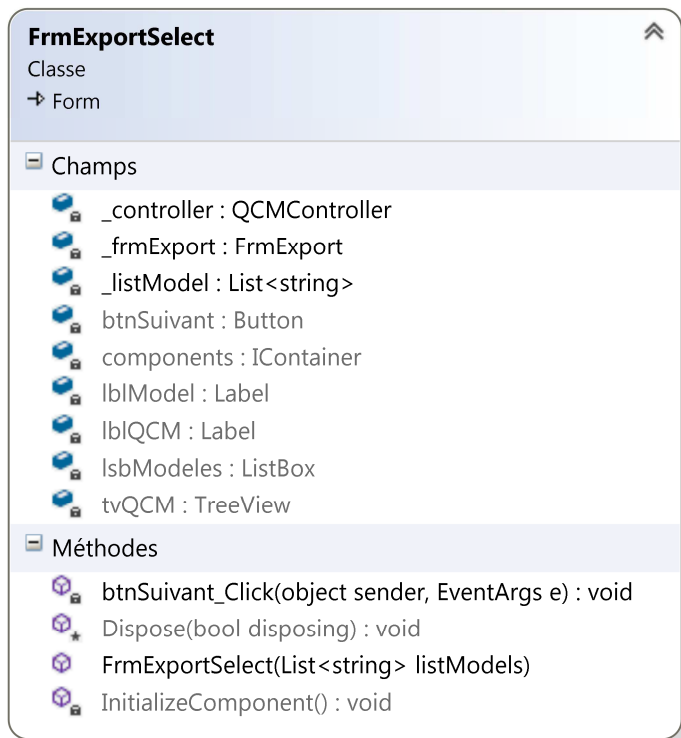 FrmExportSelect
Classe
Form
Champs
_controller : QCMController
_frmExport : FrmExport
_listModel : List<string>
btnSuivant : Button
components : IContainer
lblModel : Label
lblQCM : Label
lsbModeles : ListBox
tvQCM : TreeView
Méthodes
btnSuivant_Click(object sender, EventArgs e) : void
Dispose(bool disposing) : void
FrmExportSelect(List<string> listModels)
InitializeComponent() : void